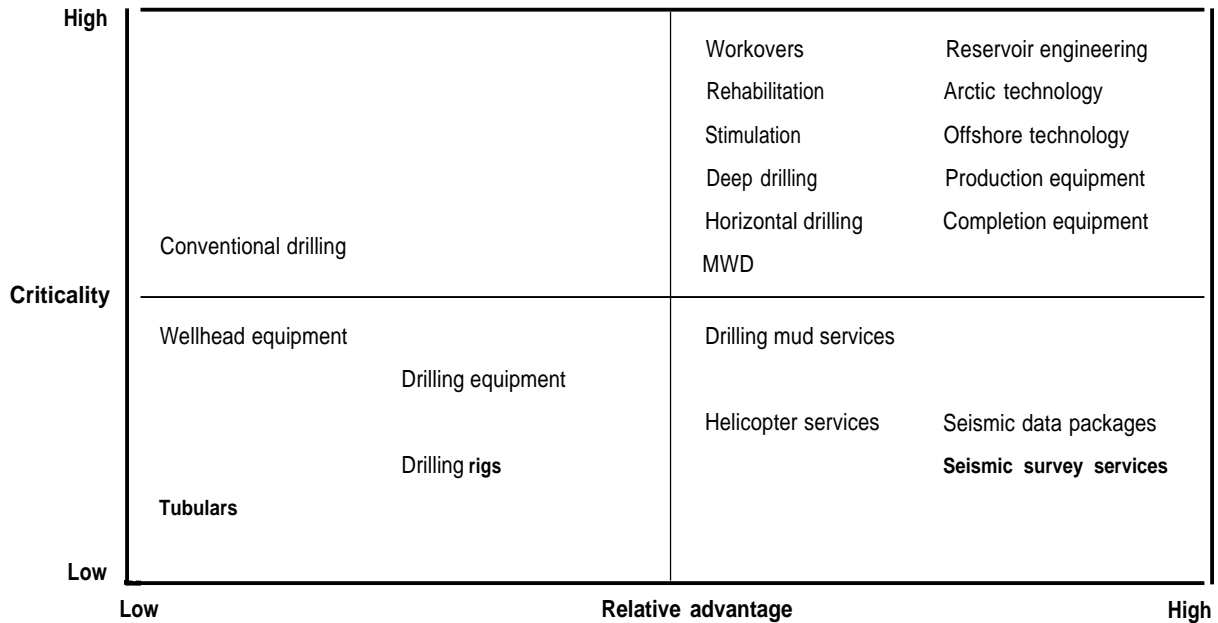 High
Workovers Reservoir engineering
Rehabilitation Arctic technology
Stimulation Offshore technology
Deep drilling Production equipment
Horizontal drilling Completion equipment
Conventional drilling
MWD
Criticality
Wellhead equipment Drilling mud services
Drilling equipment
Helicopter services Seismic data packages
Drilling rigs Seismic survey services
Tubulars
Low
Low Relative advantage High